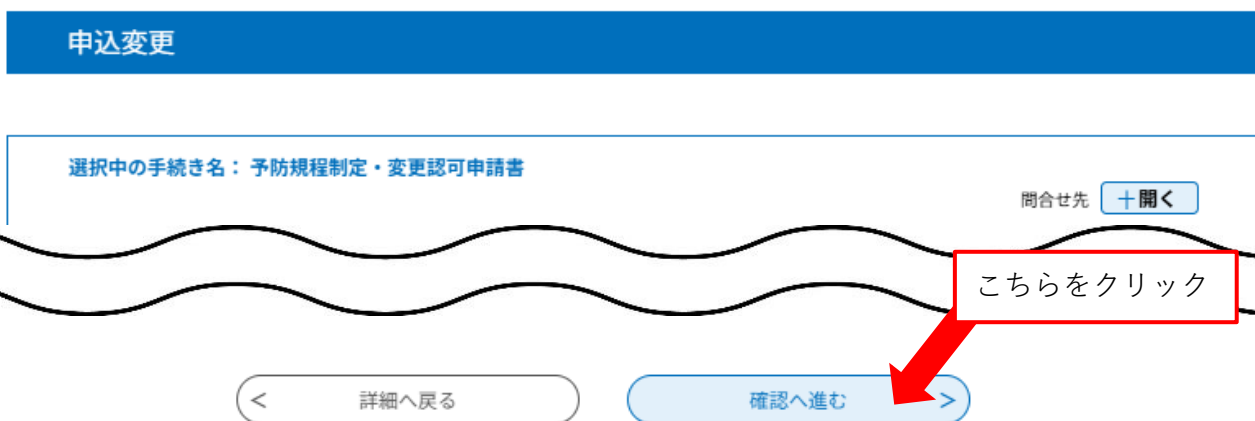 申込変更
選択中の手続き名： 予防規程制定・変更認可申請書
問合せ先 ＋開く
こちらをクリック
< 詳細へ戻る
確認へ進む >